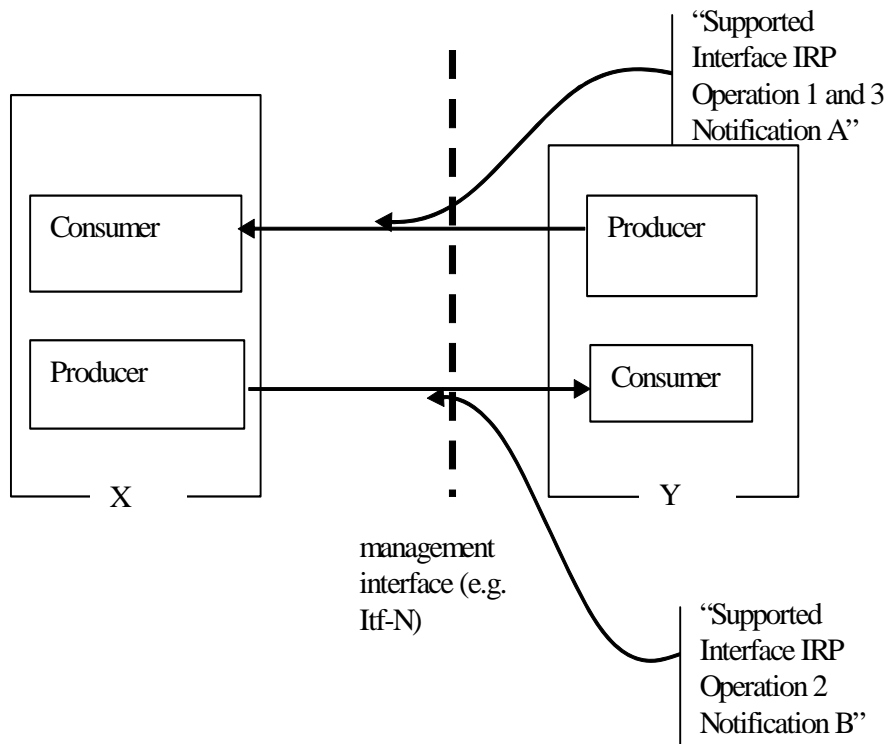 “Supported
Interface IRP
Operation 1 and 3
Notification A”
Consumer
Producer
Producer
Consumer
X
Y
management
interface (e.g.
Itf-N)
“Supported
Interface IRP
Operation 2
Notification B”